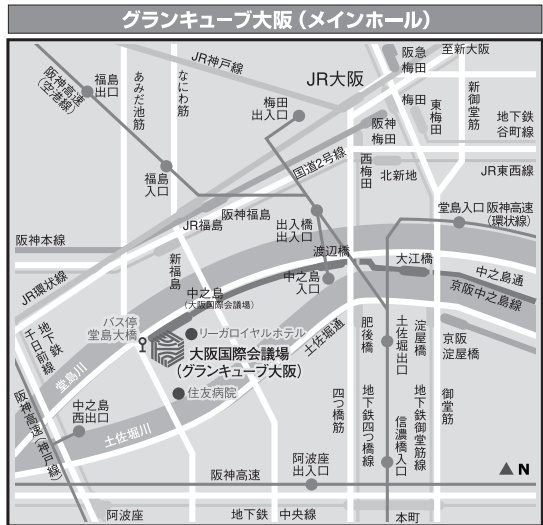 グランキューブ大阪（メインホール）
阪神高速
（空港線）
福島
出口
あみだ池筋
なにわ筋
JR神戸線
JR大阪
阪急
梅田
至新大阪
梅田
出入口
梅田
東梅田
新御堂筋
地下鉄
谷町線
阪神
梅田
国道2号線
西梅田
北新地
JR東西線
福島
入口
阪神福島
JR福島
出入橋
出入口
堂島入口
阪神高速
（環状線）
阪神本線
JR環状線
新福島
渡辺橋
大江橋
中之島
入口
中之島通
京阪中之島線
中之島
（大阪国際会議場）
バス停
堂島大橋
リーガロイヤルホテル
大阪国際会議場
（グランキューブ大阪）
土佐堀通
地下鉄
千日前線
堂島川
住友病院
肥後橋
土佐堀出口
淀屋橋
京阪
淀屋橋
阪神高速（神戸線）
中之島
西出口
土佐堀川
四つ橋筋
地下鉄四つ橋線
信濃橋入口
地下鉄御堂筋線
御堂筋
阿波座
出入口
阪神高速
N
阿波座
地下鉄
中央線
本町